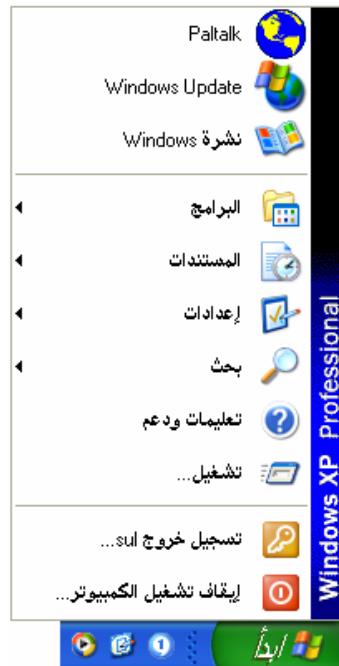 Paltalk
Windows Update
نشرة Windows
البرامج
المستندات
إعدادات
بحث
تعليمات ودعم
تشغيل...
تسجيل خروج sul...
إيقاف تشغيل الكمبيوتر...
Windows XP Professional
ابدأ